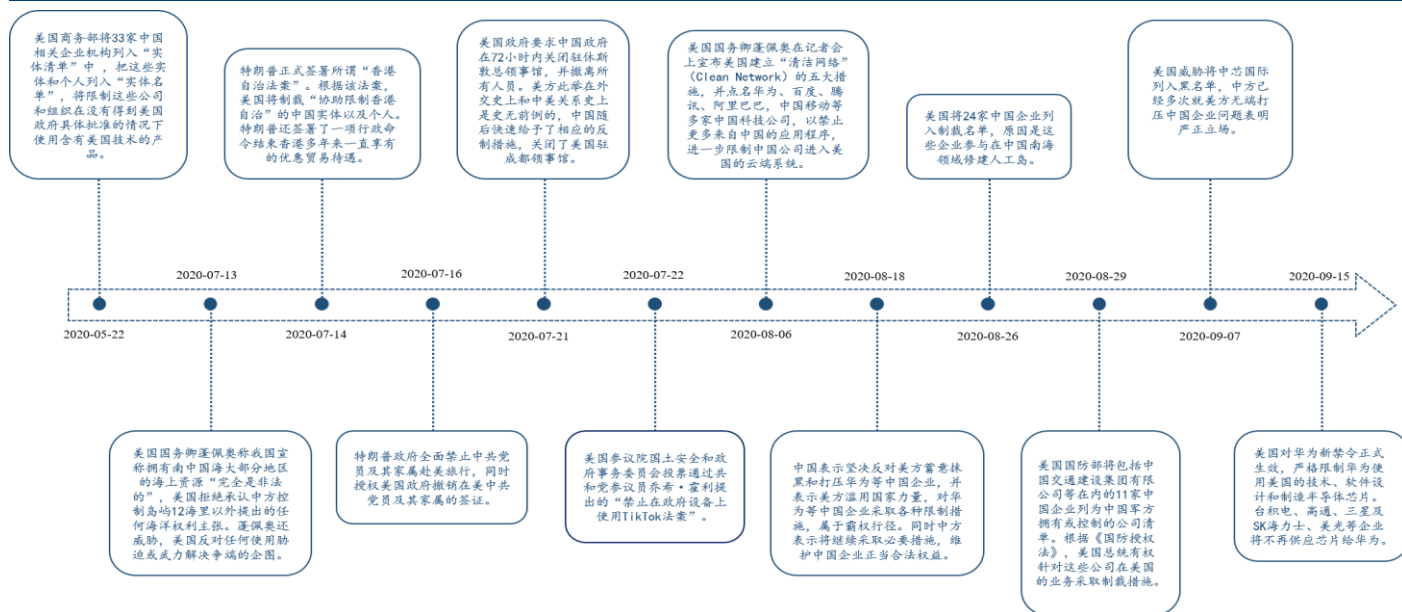 美国商务部将33家中国
相关企业机构列入“实
体清单”中，把这些实
体和个人列入“实体名
单”，将限制这些公司
和组织在没有得到美国
政府具体批准的情况下
使用含有美国技术的产
品。
特朗普正式签署所谓“香港
自治法案”。根据该法案，
美国将制裁“协助限制香港
自治”的中国实体以及个人。
特朗普还签署了一项行政命
令结束香港多年来一直享有
的优惠贸易待遇。
美国政府要求中国政府
在72小时内关闭驻休斯
敦总领事馆，并撤离所
有人员。美方此举在外
交史上和中美关系史上
是史无前例的，中国随
后快速给予了相应的反
制措施，关闭了美国驻
成都领事馆。
美国国务卿蓬佩奥在记者会
上宣布美国建立“清洁网络”
（Clean Network）的五大措
施，并点名华为、百度、腾
讯、阿里巴巴，中国移动等
多家中国科技公司，以禁止
更多来自中国的应用程序，
进一步限制中国公司进入美
国的云端系统。
美国将24家中国企业列
入制裁名单，原因是这
些企业参与在中国南海
领域修建人工岛。
美国威胁将中芯国际
列入黑名单，中方已
经多次就美方无端打
压中国企业问题表明
严正立场。
2020-07-13
2020-07-16
2020-07-22
2020-08-18
2020-08-29
2020-09-15
2020-05-22
2020-07-14
2020-07-21
2020-08-06
2020-08-26
2020-09-07
美国国务卿蓬佩奥称我国宣
称拥有南中国海大部分地区
的海上资源“完全是非法
的”，美国拒绝承认中方控
制岛屿12海里以外提出的任
何海洋权利主张。蓬佩奥还
威胁，美国反对任何使用胁
迫或武力解决争端的企图。
特朗普政府全面禁止中共党
员及其家属赴美旅行，同时
授权美国政府撤销在美中共
党员及其家属的签证。
美国参议院国土安全和政
府事务委员会投票通过共
和党参议员乔希·霍利提
出的“禁止在政府设备上
使用TikTok法案”。
中国表示坚决反对美方蓄意抹
黑和打压华为等中国企业，并
表示美方滥用国家力量，对华
为等中国企业采取各种限制措
施，属于霸权行径。同时中方
表示将继续采取必要措施，维
护中国企业正当合法权益。
美国国防部将包括中
国交通建设集团有限
公司等在内的11家中
国企业列为中国军方
拥有或控制的公司清
单。根据《国防授权
法》，美国总统有权
针对这些公司在美国
的业务采取制裁措施。
美国对华为新禁令正式
生效，严格限制华为使
用美国的技术、软件设
计和制造半导体芯片。
台积电、高通、三星及
SK海力士、美光等企业
将不再供应芯片给华为。